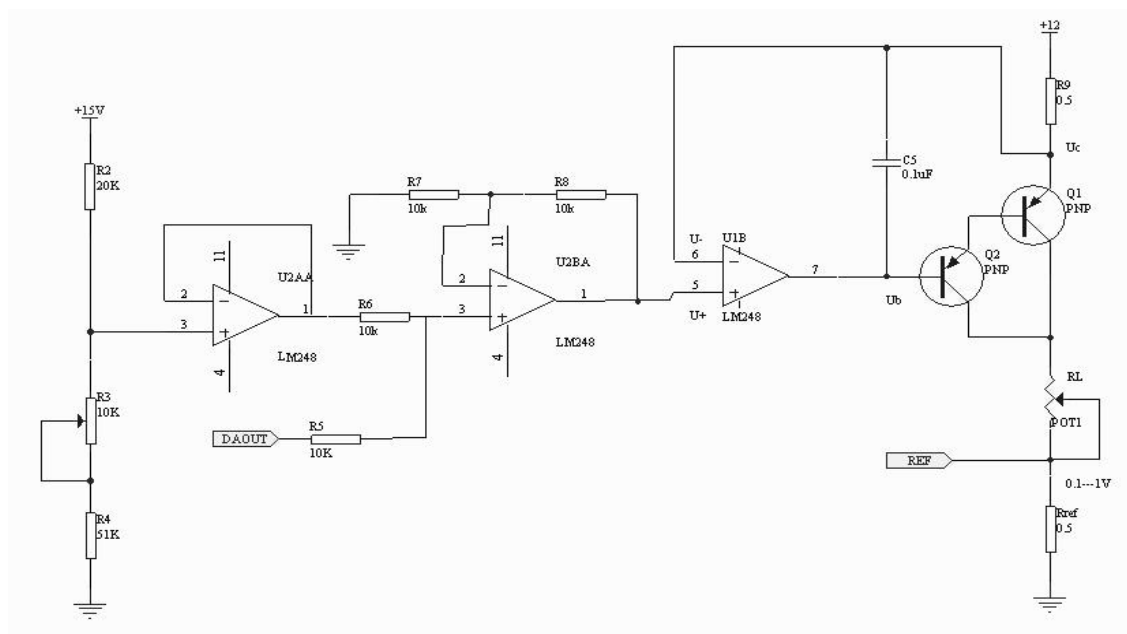 +12
R9
0.5
+15V
Uc
R2
20K
C5
0.1uF
R7
10k
R8
10k
Q1
PNP
U-
U1B
6
11
11
U2BA
Q2
PNP
U2AA
7
2
2
5
Ub
R6
10k
1
1
3
3
U+
LM248
LM248
LM248
4
4
R3
10K
RL
POT1
R5
10K
DAOUT
REF
0.1---1V
R4
51K
Rref
0.5